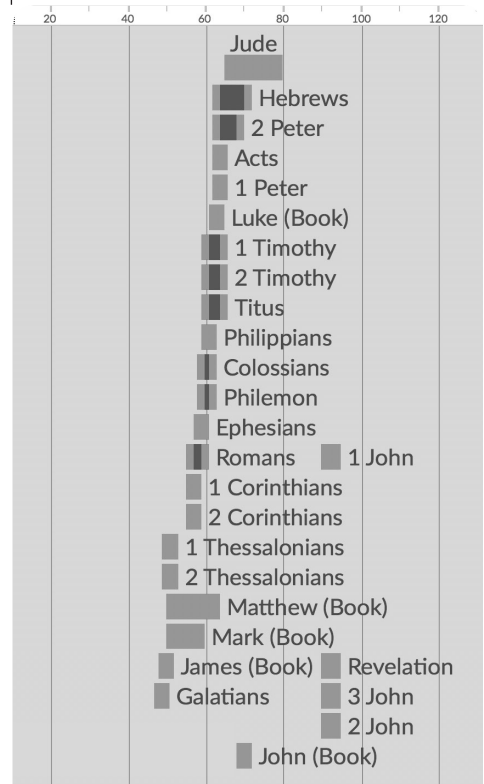 20 40 60 80 100 120
Jude
Hebrews
2 Peter
Acts
1 Peter
Luke (Book)
1 Timothy
2 Timothy
Titus
Philippians
Colossians
Philemon
Ephesians
Romans 1 John
1 Corinthians
2 Corinthians
1 Thessalonians
2 Thessalonians
Matthew (Book)
Mark (Book)
James (Book) Revelation
Galatians 3 John
2 John
John (Book)